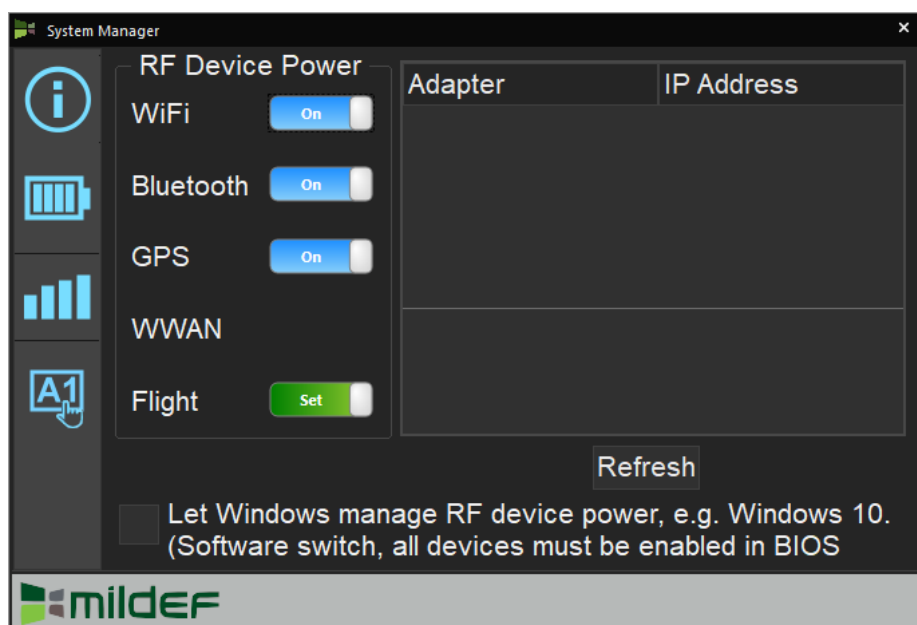 System Manager
RF Device Power
WiFi
On
Bluetooth
On
GPS
On
WWAN
Flight
Set
Adapter
IP Address
A1
Refresh
Let Windows manage RF device power, e.g. Windows 10.
(Software switch, all devices must be enabled in BIOS
mildef